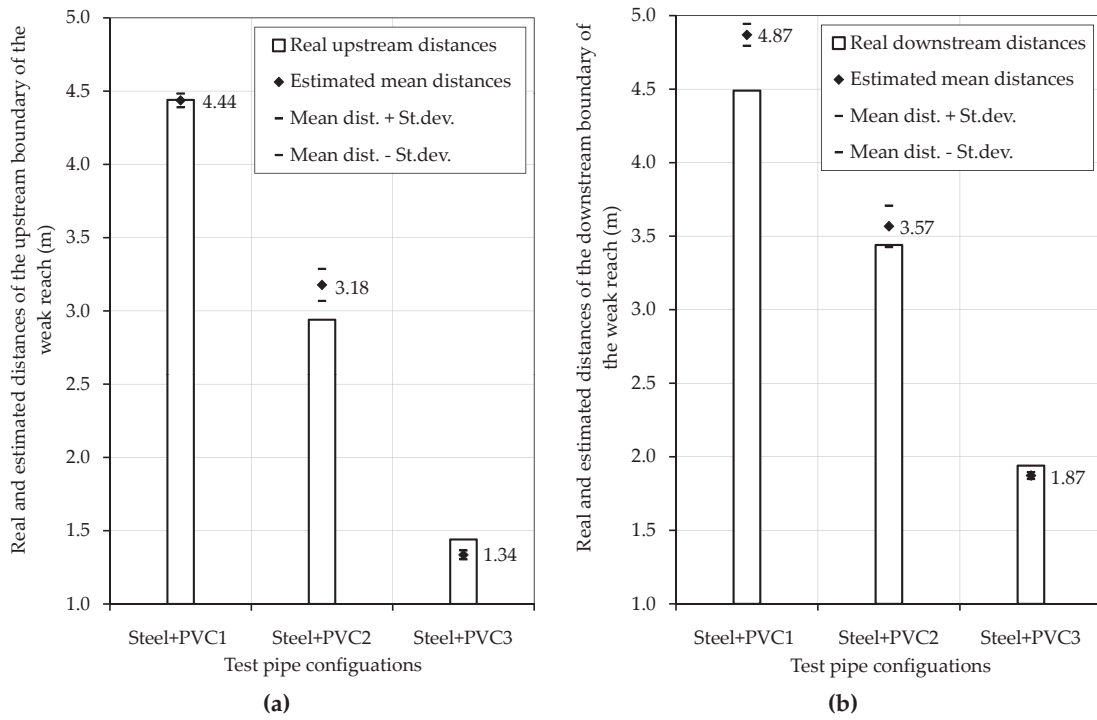 Real and estimated distances of the upstream boundary of the
weak reach (m)
5.0
4.5
4.0
3.5
3.0
2.5
2.0
1.5
1.0
Real upstream distances
Estimated mean distances
Mean dist. + St.dev.
Mean dist. - St.dev.
4.44
3.18
1.34
Steel+PVC1 Steel+PVC2 Steel+PVC3
Test pipe configuations
(a)
Real and estimated distances of the downstream boundary of
the weak reach (m)
5.0
4.5
4.0
3.5
3.0
2.5
2.0
1.5
1.0
Real downstream distances
Estimated mean distances
Mean dist. + St.dev.
Mean dist. - St.dev.
4.87
3.57
1.87
Steel+PVC1 Steel+PVC2 Steel+PVC3
Test pipe configuations
(b)